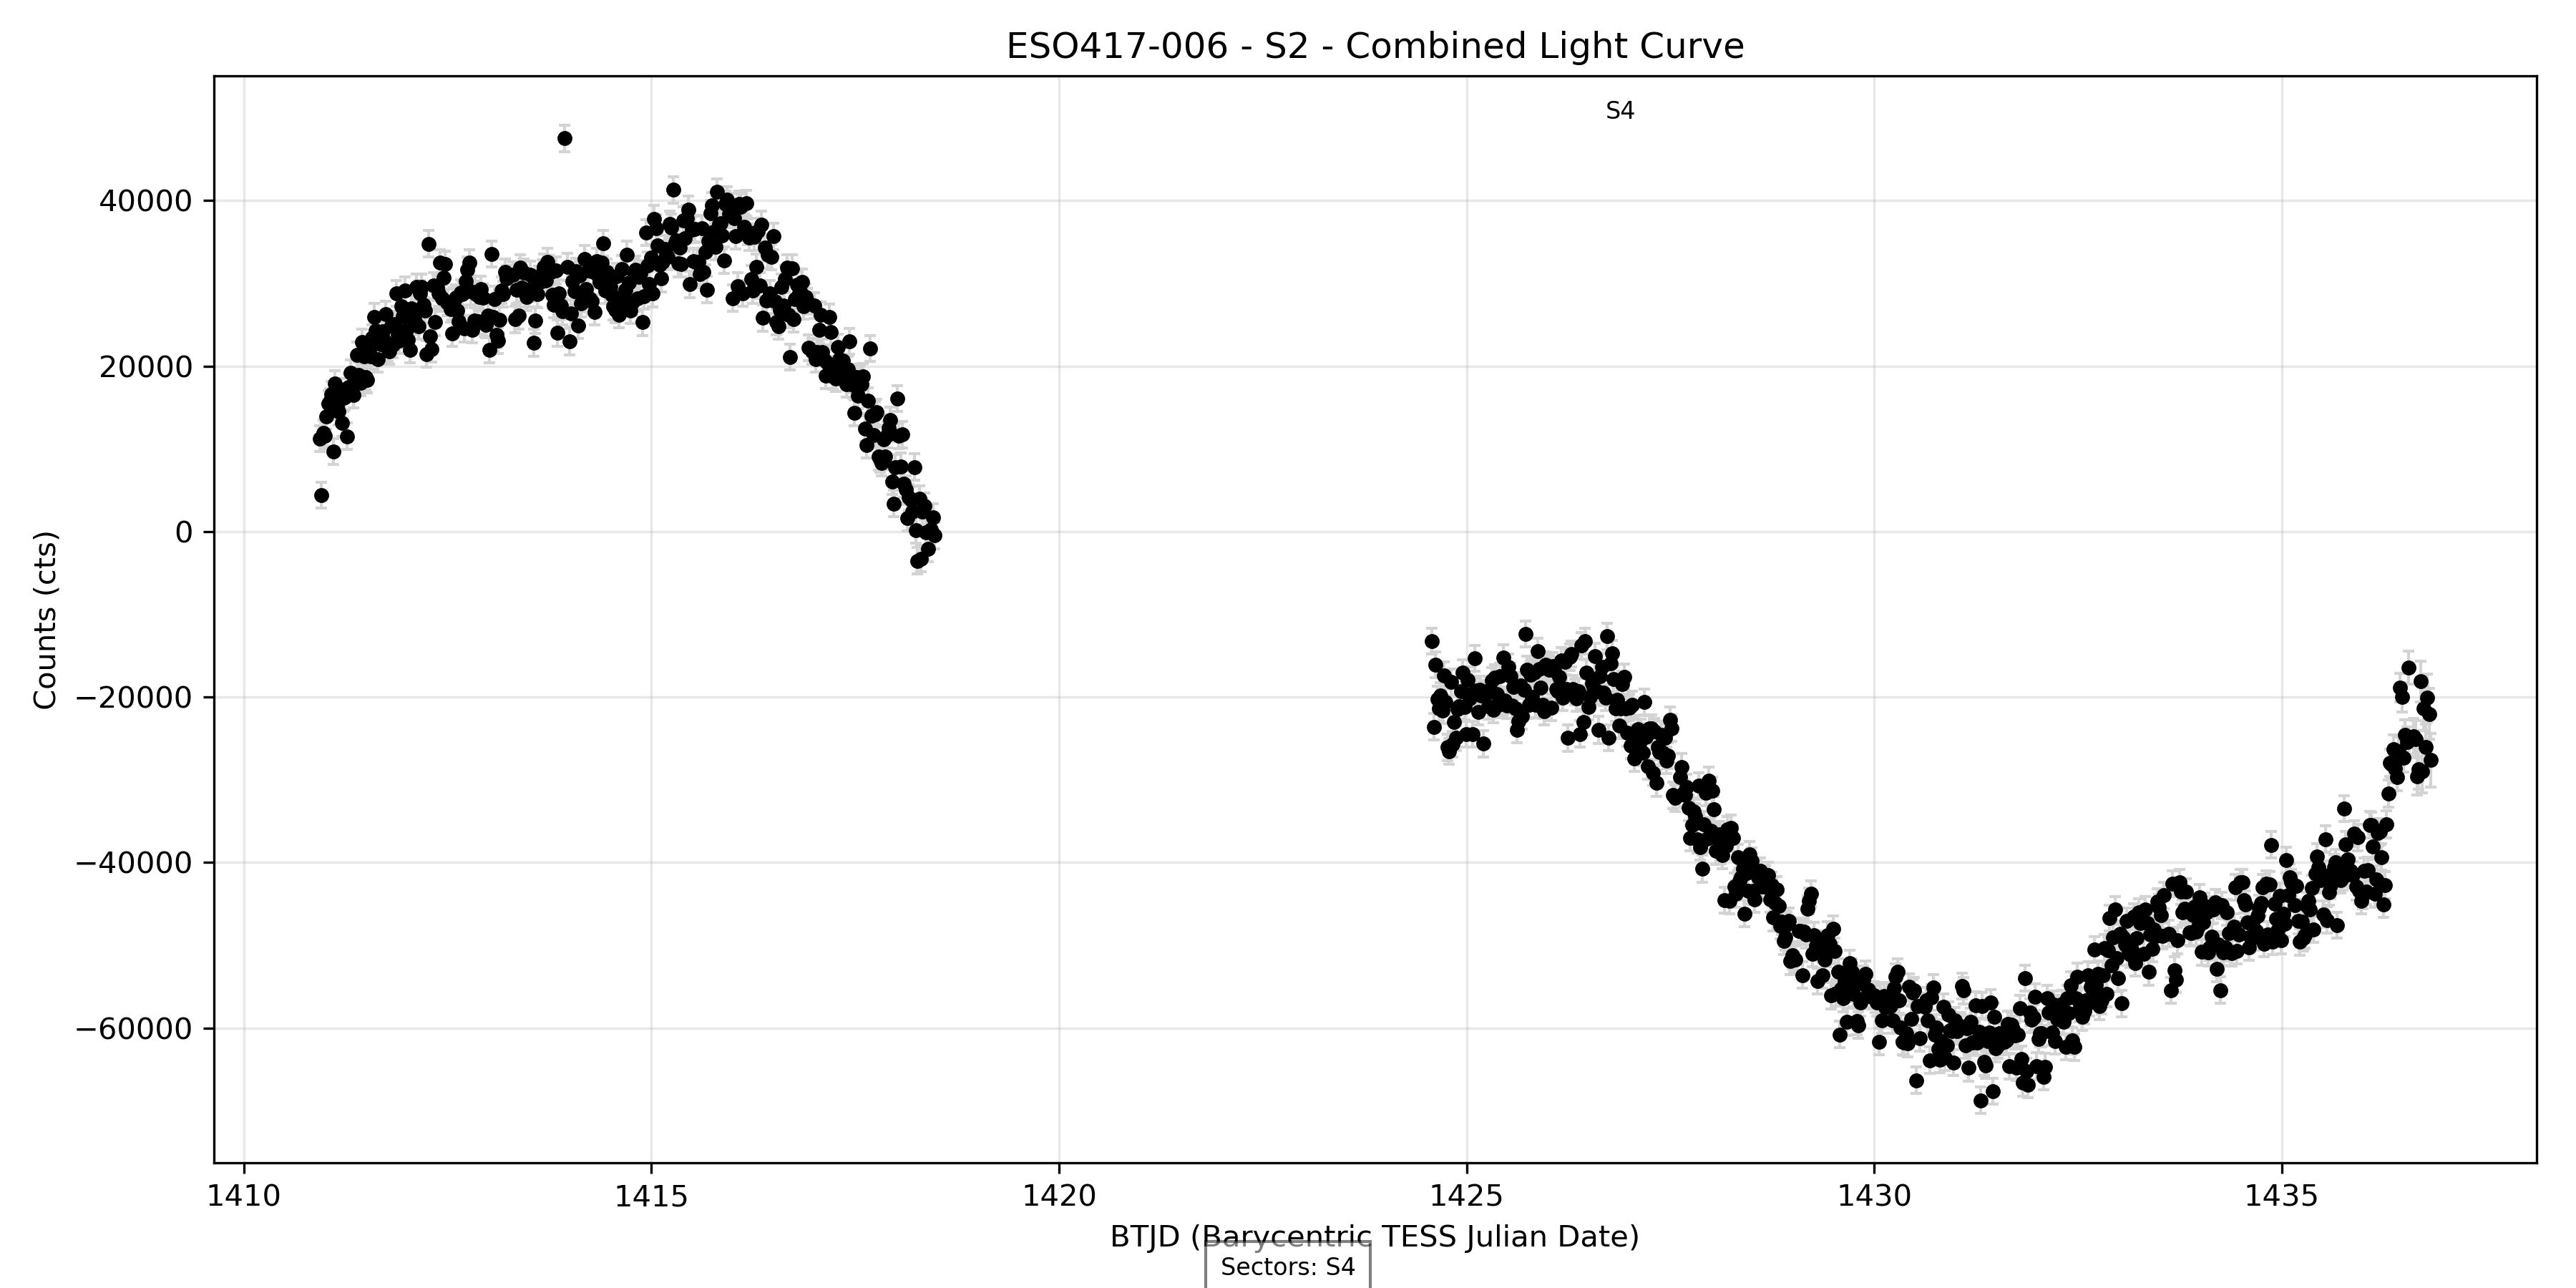 ESO417-006 - S2 - Combined Light Curve
S4
40000
20000
0
−20000
−40000
−60000
Counts (cts)
1410 1415 1420 1425 1430 1435
BTJD (Barycentric TESS Julian Date)
Sectors: S4